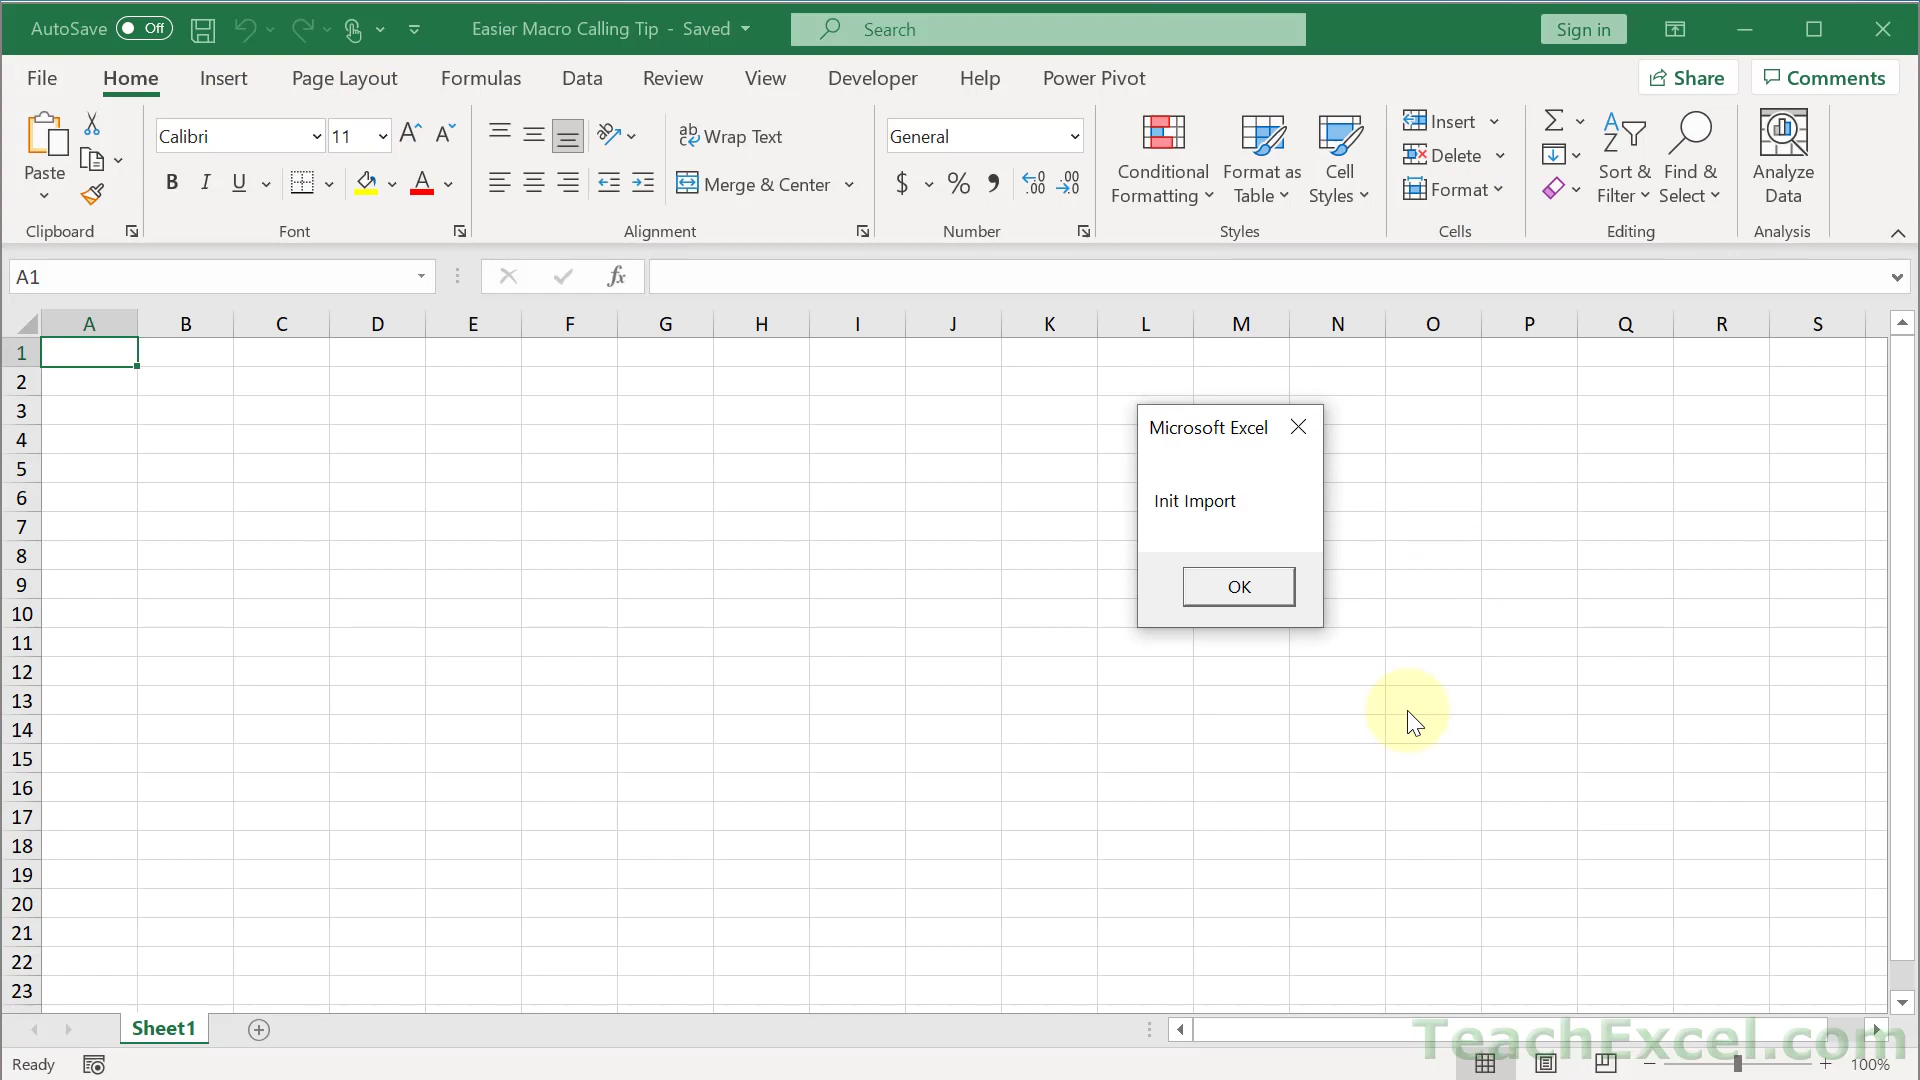 AutoSave Off Easier Macro Calling Tip - Saved Search Sign in
File Home Insert Page Layout Formulas Data Review View Developer Help Power Pivot Share Comments
Paste
Clipboard
Calibri 11
B I U A
Font
Wrap Text
Merge & Center
Alignment
General
$ % , .00 .00
Number
Conditional Formatting
Format as Table
Cell Styles
Styles
Insert
Delete
Format
Cells
Sort & Filter
Find & Select
Editing
Analyze Data
Analysis
A1 fx
A B C D E F G H I J K L M N O P Q R S
1
2
3
4
5
6
7
8
9
10
11
12
13
14
15
16
17
18
19
20
21
22
23
Microsoft Excel
Init Import
OK
Sheet1
TeachExcel.com
Ready 100%